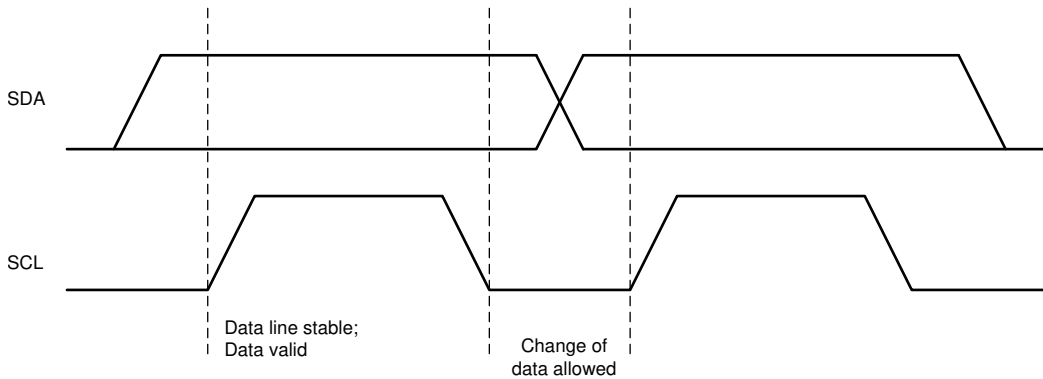 SDA
SCL
Data line stable;
Data valid
Change of
data allowed